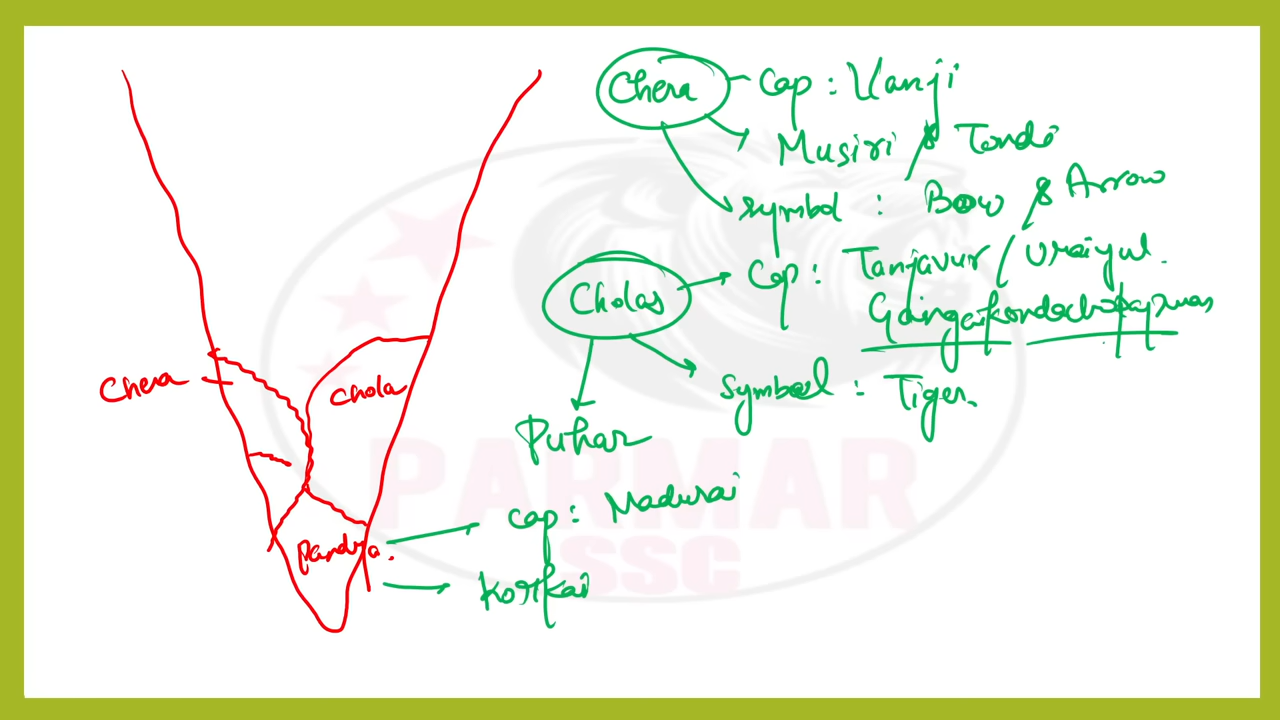 Chera - Cap : Vanji
Musiri & Tondi
symbol : Bow & Arrow
Cholas
Cap : Tanjavur / Uraiyul.
Gangaikondacholapuram
Symbol : Tiger.
Puhar
Chera
Chola
Pandya.
Cap : Madurai
Korkai
PARMAR
SSC